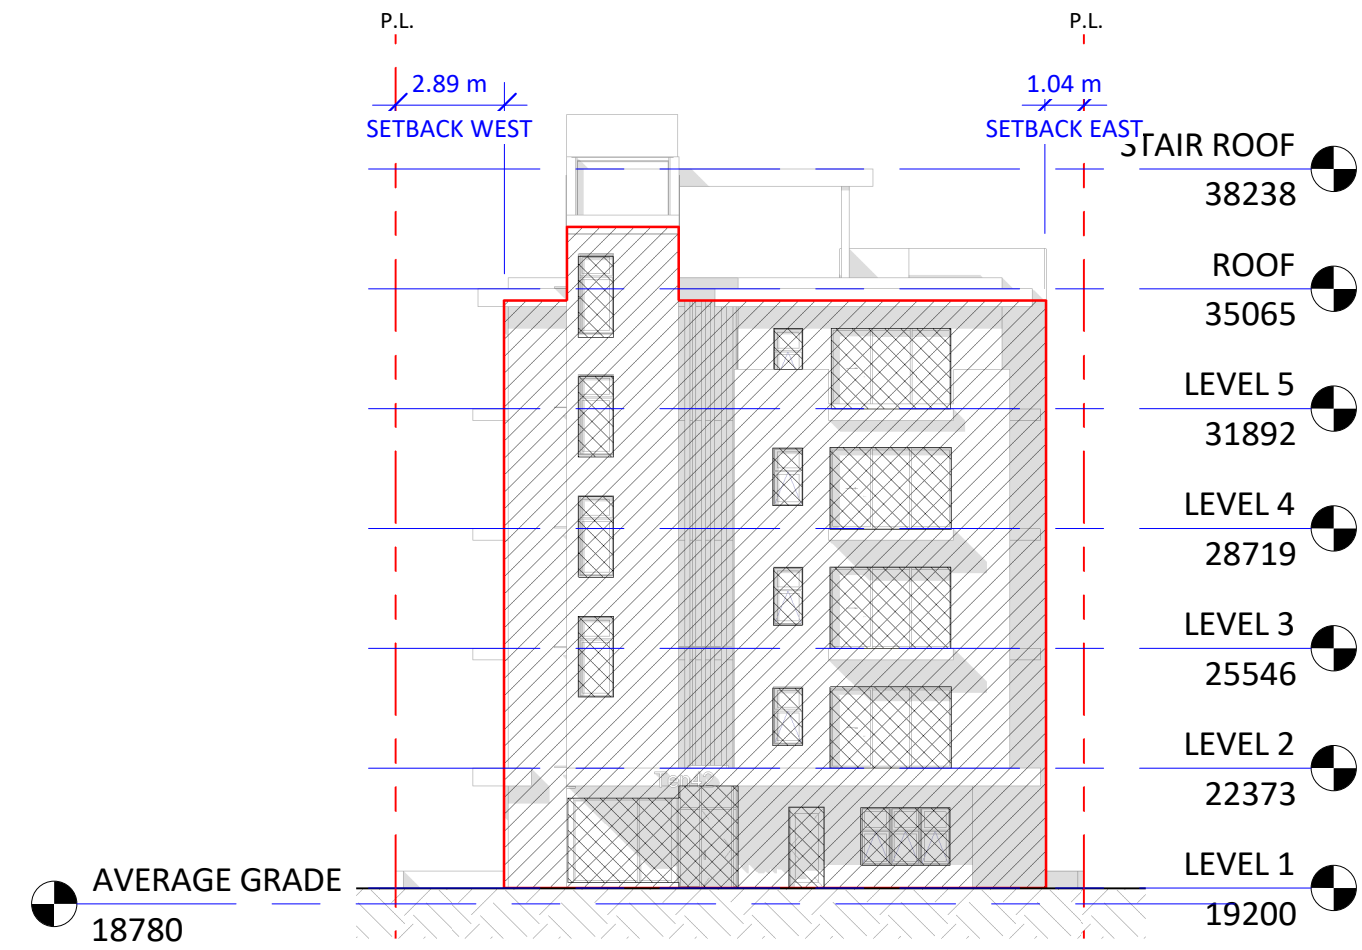 P.L.
P.L.
2.89 m
1.04 m
SETBACK WEST
SETBACK EAST
STAIR ROOF
38238
ROOF
35065
LEVEL 5
31892
LEVEL 4
28719
LEVEL 3
25546
LEVEL 2
22373
LEVEL 1
19200
AVERAGE GRADE
18780